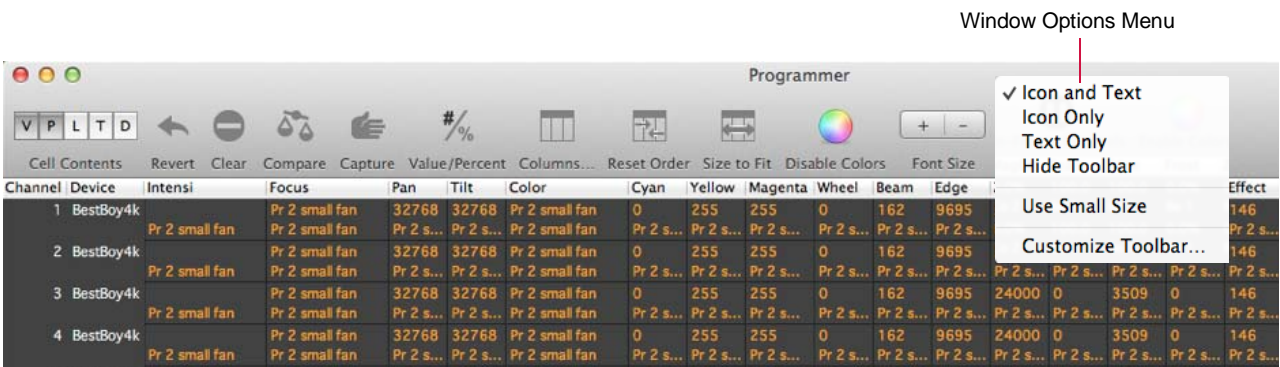 Window Options Menu
Programmer
✓ Icon and Text
Icon Only
Text Only
Hide Toolbar
Use Small Size
Customize Toolbar...
V P L T D #/% + -
Cell Contents Revert Clear Compare Capture Value/Percent Columns... Reset Order Size to Fit Disable Colors Font Size
Channel Device Intensi Focus Pan Tilt Color Cyan Yellow Magenta Wheel Beam Edge Effect
1 BestBoy4k Pr 2 small fan 32768 32768 Pr 2 small fan 0 255 255 0 162 9695 146
Pr 2 small fan Pr 2 small fan Pr 2 s... Pr 2 s... Pr 2 small fan Pr 2 s... Pr 2 s... Pr 2 s... Pr 2 s... Pr 2 s... Pr 2 s... Pr 2 s...
2 BestBoy4k Pr 2 small fan 32768 32768 Pr 2 small fan 0 255 255 0 162 9695 146
Pr 2 small fan Pr 2 small fan Pr 2 s... Pr 2 s... Pr 2 small fan Pr 2 s... Pr 2 s... Pr 2 s... Pr 2 s... Pr 2 s... Pr 2 s... Pr 2 s... Pr 2 s... Pr 2 s... Pr 2 s... Pr 2 s...
3 BestBoy4k Pr 2 small fan 32768 32768 Pr 2 small fan 0 255 255 0 162 9695 24000 0 3509 0 146
Pr 2 small fan Pr 2 small fan Pr 2 s... Pr 2 s... Pr 2 small fan Pr 2 s... Pr 2 s... Pr 2 s... Pr 2 s... Pr 2 s... Pr 2 s... Pr 2 s... Pr 2 s... Pr 2 s... Pr 2 s... Pr 2 s...
4 BestBoy4k Pr 2 small fan 32768 32768 Pr 2 small fan 0 255 255 0 162 9695 24000 0 3509 0 146
Pr 2 small fan Pr 2 small fan Pr 2 s... Pr 2 s... Pr 2 small fan Pr 2 s... Pr 2 s... Pr 2 s... Pr 2 s... Pr 2 s... Pr 2 s... Pr 2 s... Pr 2 s... Pr 2 s... Pr 2 s... Pr 2 s...